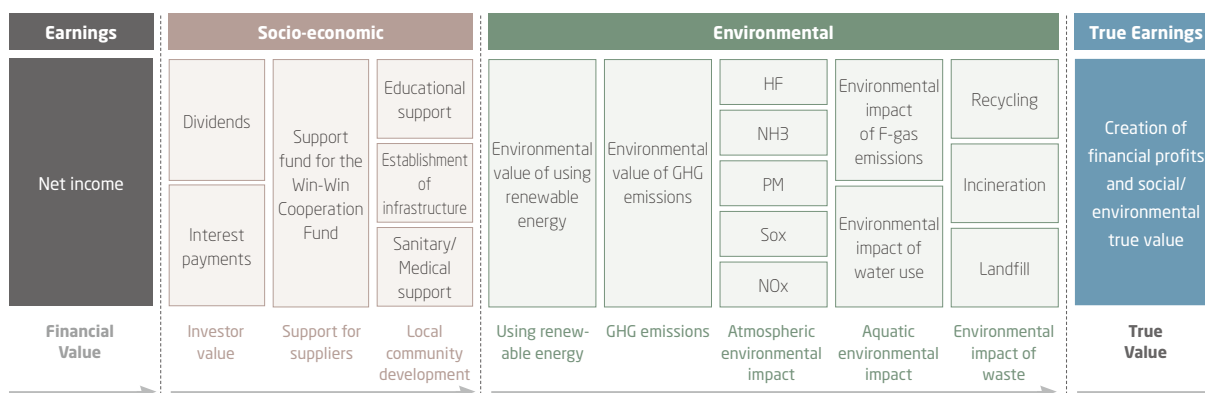 Earnings
Socio-economic
Environmental
True Earnings
Net income
Dividends
Interest
payments
Support
fund for the
Win-Win
Cooperation
Fund
Educational
support
Establishment
of
infrastructure
Sanitary/
Medical
support
Environmental
value of using
renewable
energy
Environmental
value of GHG
emissions
HF
NH3
PM
Sox
NOx
Environmental
impact
of F-gas
emissions
Environmental
impact of
water use
Recycling
Incineration
Landfill
Creation of
financial profits
and social/
environmental
true value
Financial
Value
Investor
value
Support for
suppliers
Local
community
development
Using renew-
able energy
GHG emissions
Atmospheric
environmental
impact
Aquatic
environmental
impact
Environmental
impact of
waste
True
Value